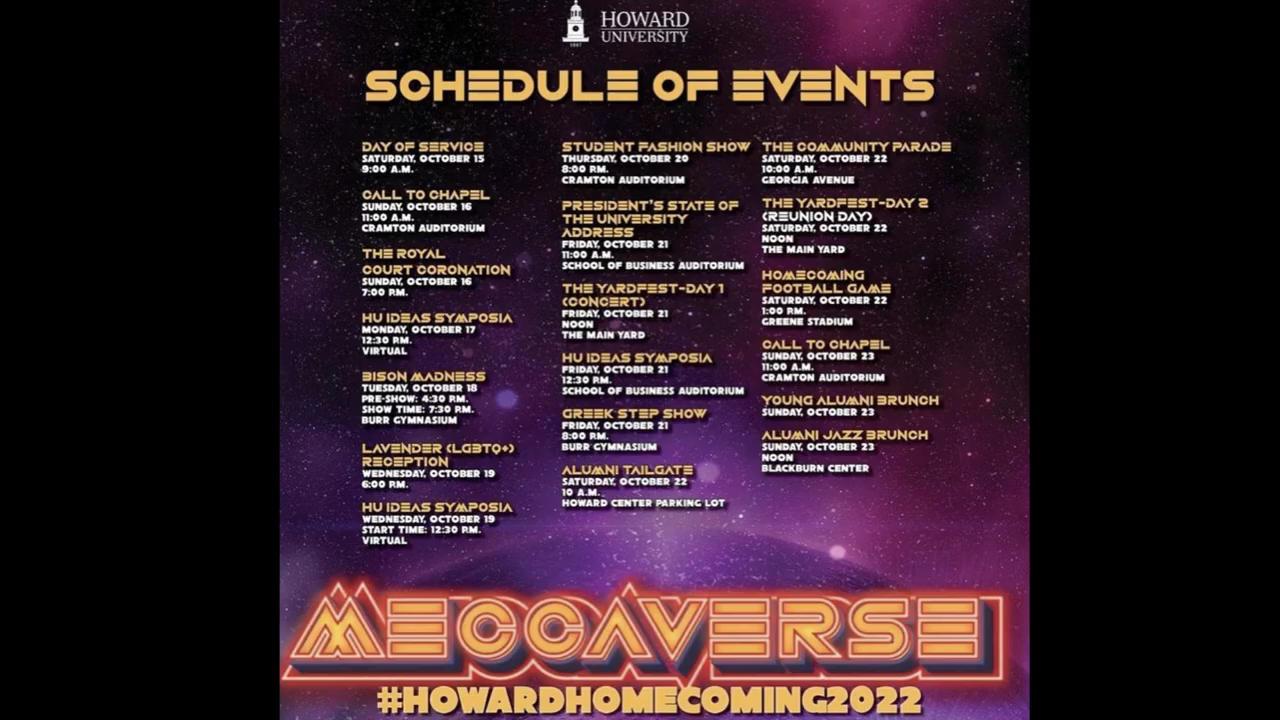 HOWARD
UNIVERSITY
1867
SCHEDULE OF EVENTS
DAY OF SERVICE
SATURDAY, OCTOBER 15
9:00 A.M.
CALL TO CHAPEL
SUNDAY, OCTOBER 16
11:00 A.M.
CRAMTON AUDITORIUM
THE ROYAL
COURT CORONATION
SUNDAY, OCTOBER 16
7:00 P.M.
HU IDEAS SYMPOSIA
MONDAY, OCTOBER 17
12:30 P.M.
VIRTUAL
BISON MADNESS
TUESDAY, OCTOBER 18
PRE-SHOW: 4:30 P.M.
SHOW TIME: 7:30 P.M.
BURR GYMNASIUM
LAVENDER (LGBTQ+)
RECEPTION
WEDNESDAY, OCTOBER 19
6:00 P.M.
HU IDEAS SYMPOSIA
WEDNESDAY, OCTOBER 19
START TIME: 12:30 P.M.
VIRTUAL
STUDENT FASHION SHOW
THURSDAY, OCTOBER 20
8:00 P.M.
CRAMTON AUDITORIUM
PRESIDENT'S STATE OF
THE UNIVERSITY
ADDRESS
FRIDAY, OCTOBER 21
11:00 A.M.
SCHOOL OF BUSINESS AUDITORIUM
THE YARDFEST-DAY 1
(CONCERT)
FRIDAY, OCTOBER 21
NOON
THE MAIN YARD
HU IDEAS SYMPOSIA
FRIDAY, OCTOBER 21
12:30 P.M.
SCHOOL OF BUSINESS AUDITORIUM
GREEK STEP SHOW
FRIDAY, OCTOBER 21
8:00 P.M.
BURR GYMNASIUM
ALUMNI TAILGATE
SATURDAY, OCTOBER 22
10 A.M.
HOWARD CENTER PARKING LOT
THE COMMUNITY PARADE
SATURDAY, OCTOBER 22
10:00 A.M.
GEORGIA AVENUE
THE YARDFEST-DAY 2
(REUNION DAY)
SATURDAY, OCTOBER 22
NOON
THE MAIN YARD
HOMECOMING
FOOTBALL GAME
SATURDAY, OCTOBER 22
1:00 P.M.
GREENE STADIUM
CALL TO CHAPEL
SUNDAY, OCTOBER 23
11:00 A.M.
CRAMTON AUDITORIUM
YOUNG ALUMNI BRUNCH
SUNDAY, OCTOBER 23
ALUMNI JAZZ BRUNCH
SUNDAY, OCTOBER 23
NOON
BLACKBURN CENTER
MECCAVERSE
#HOWARDHOMECOMING2022